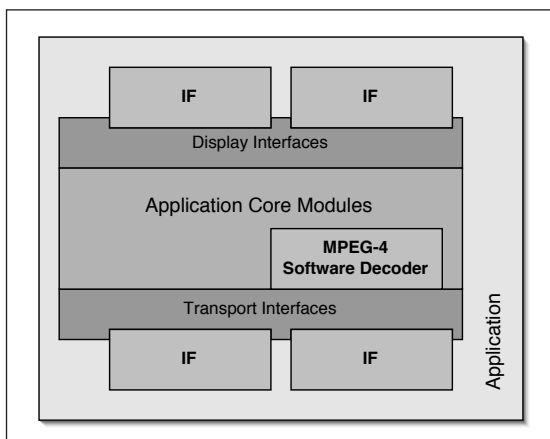 IF
IF
Display Interfaces
Application Core Modules
MPEG-4
Software Decoder
Transport Interfaces
IF
IF
Application